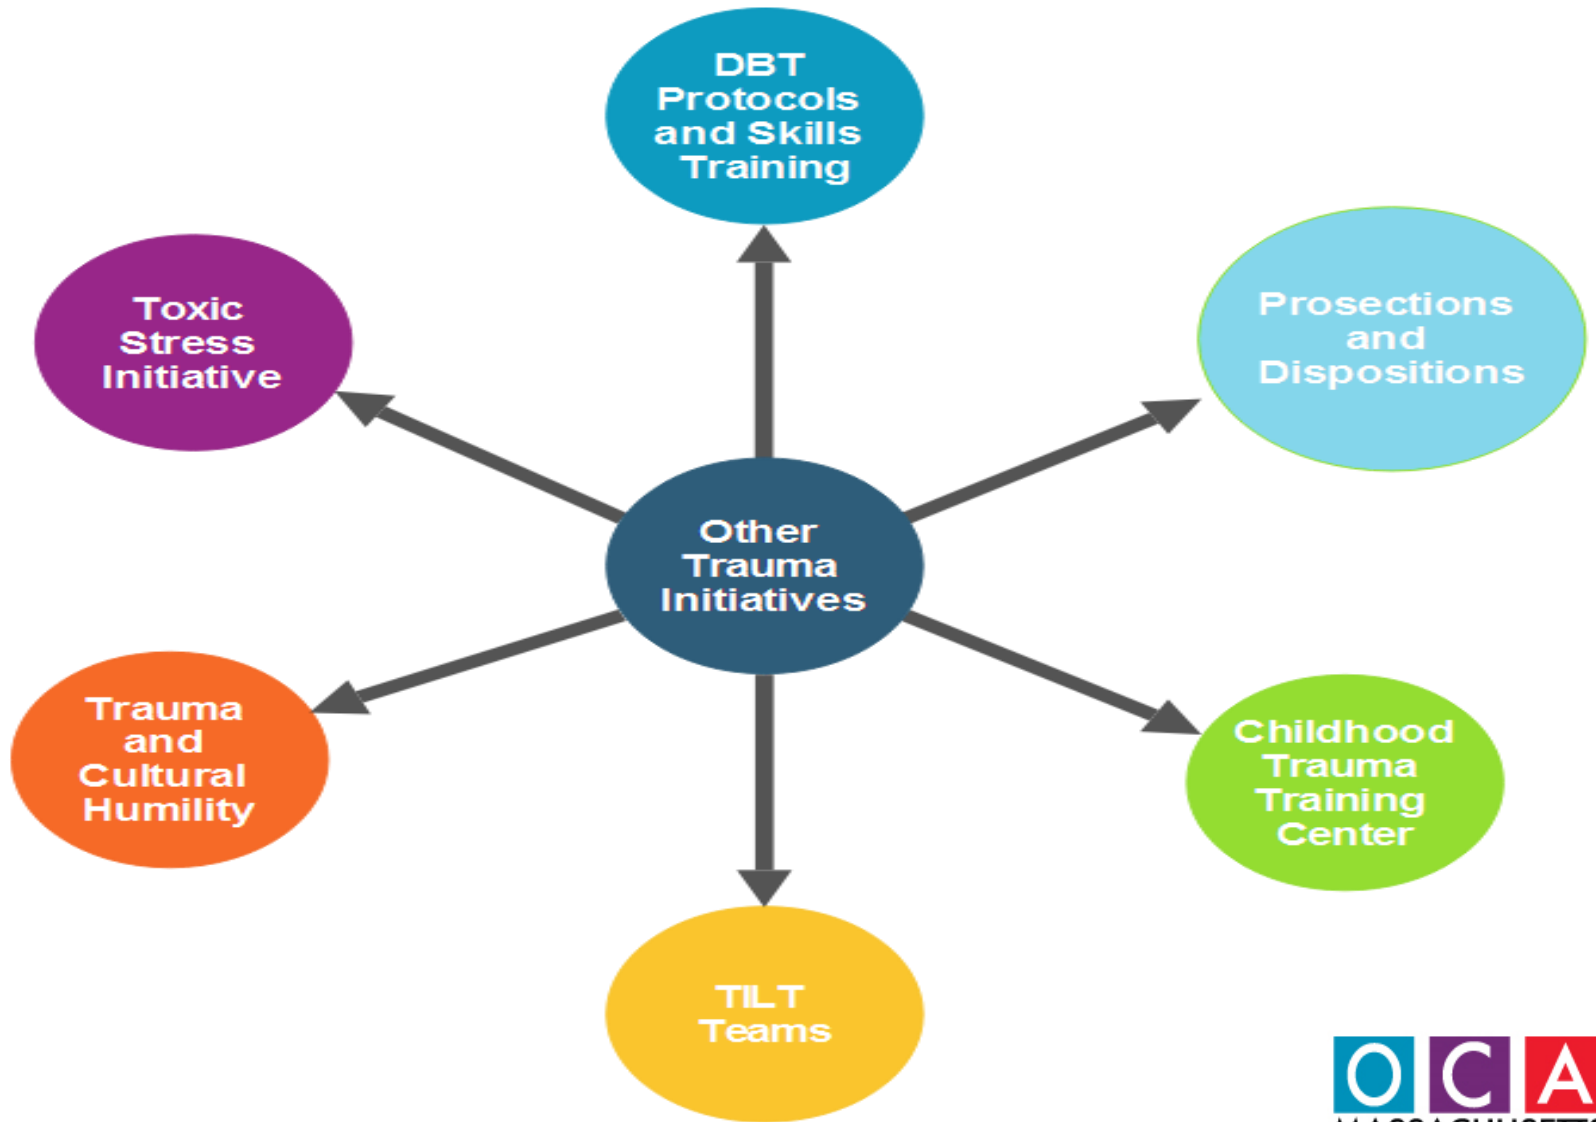 DBT
Protocols
and Skills
Training
Toxic
Stress
Initiative
Prosections
and
Dispositions
Other
Trauma
Initiatives
Trauma
and
Cultural
Humility
Childhood
Trauma
Training
Center
TILT
Teams
OCA
MASSACHUSETTS